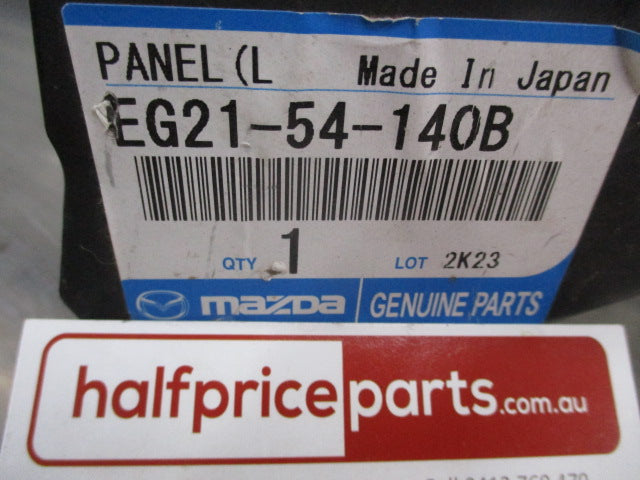 PANEL (L Made In Japan
EG21-54-140B
QTY 1 LOT 2K23
mazda GENUINE PARTS
halfpriceparts.com.au